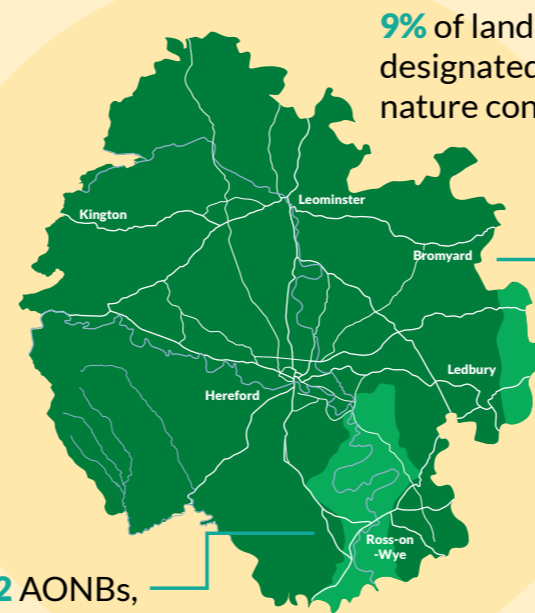 9% of land
designated
nature con
Kington
Leominster
Bromyard
Ledbury
Hereford
Ross-on
-Wye
2 AONBs,